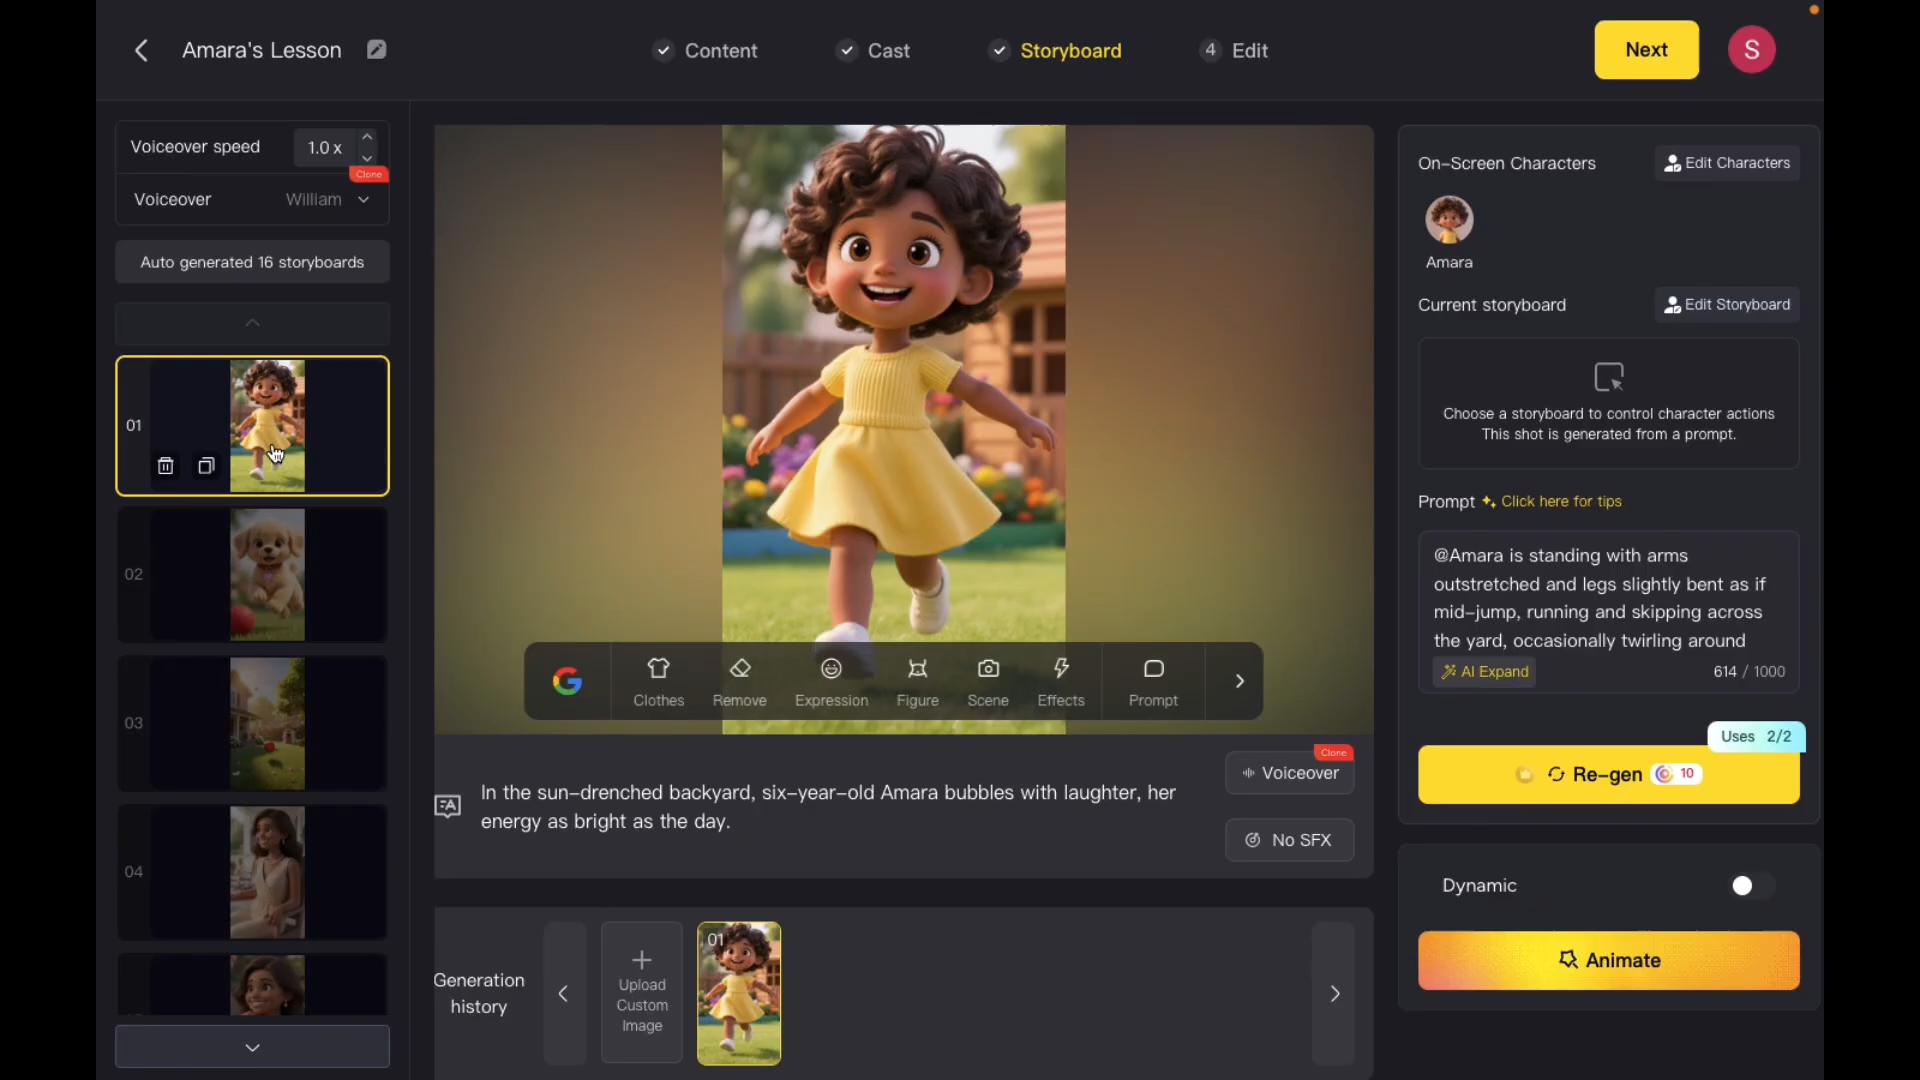 Amara's Lesson
Content
Cast
Storyboard
4 Edit
Next
S
Voiceover speed
1.0 x
Clone
Voiceover
William
Auto generated 16 storyboards
01
02
03
04
Clothes
Remove
Expression
Figure
Scene
Effects
Prompt
In the sun-drenched backyard, six-year-old Amara bubbles with laughter, her
energy as bright as the day.
Clone
Voiceover
No SFX
Generation
history
Upload
Custom
Image
01
On-Screen Characters
Edit Characters
Amara
Current storyboard
Edit Storyboard
Choose a storyboard to control character actions
This shot is generated from a prompt.
Prompt
Click here for tips
@Amara is standing with arms
outstretched and legs slightly bent as if
mid-jump, running and skipping across
the yard, occasionally twirling around
AI Expand
614 / 1000
Uses 2/2
Re-gen
10
Dynamic
Animate